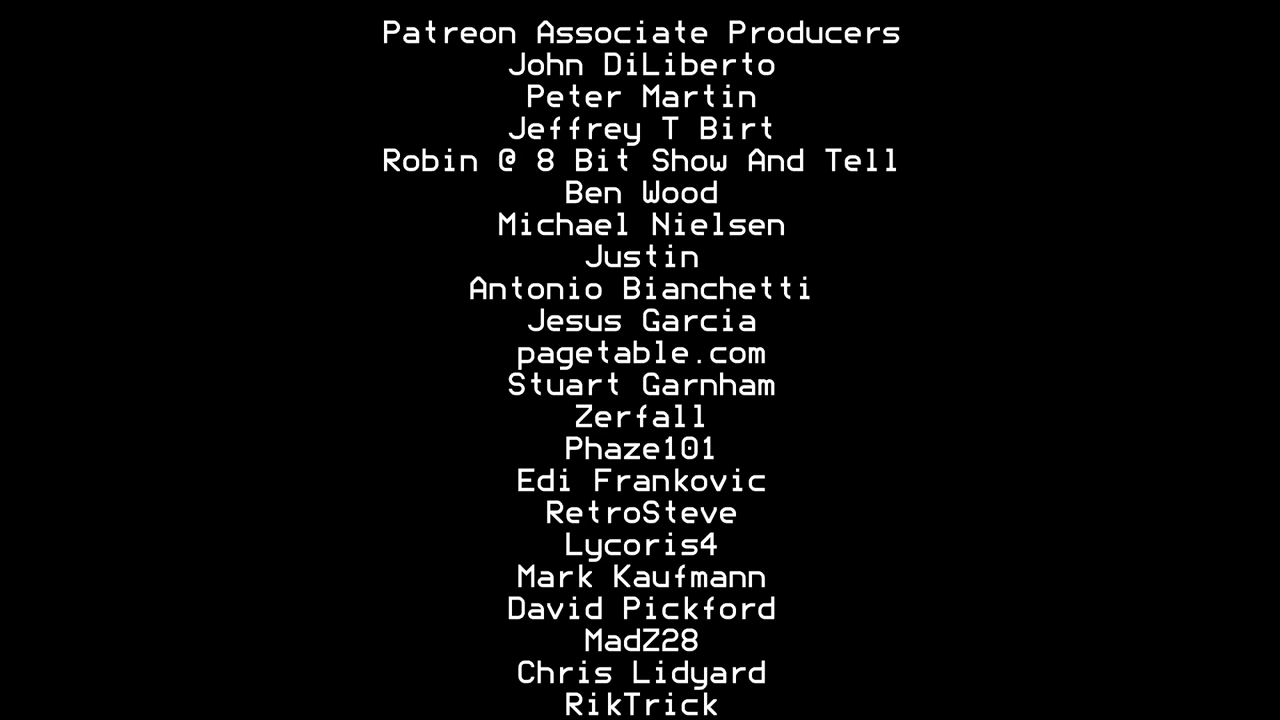 Patreon Associate Producers
John DiLiberto
Peter Martin
Jeffrey T Birt
Robin @ 8 Bit Show And Tell
Ben Wood
Michael Nielsen
Justin
Antonio Bianchetti
Jesus Garcia
pagetable.com
Stuart Garnham
Zerfall
Phaze101
Edi Frankovic
RetroSteve
Lycoris4
Mark Kaufmann
David Pickford
MadZ28
Chris Lidyard
RikTrick